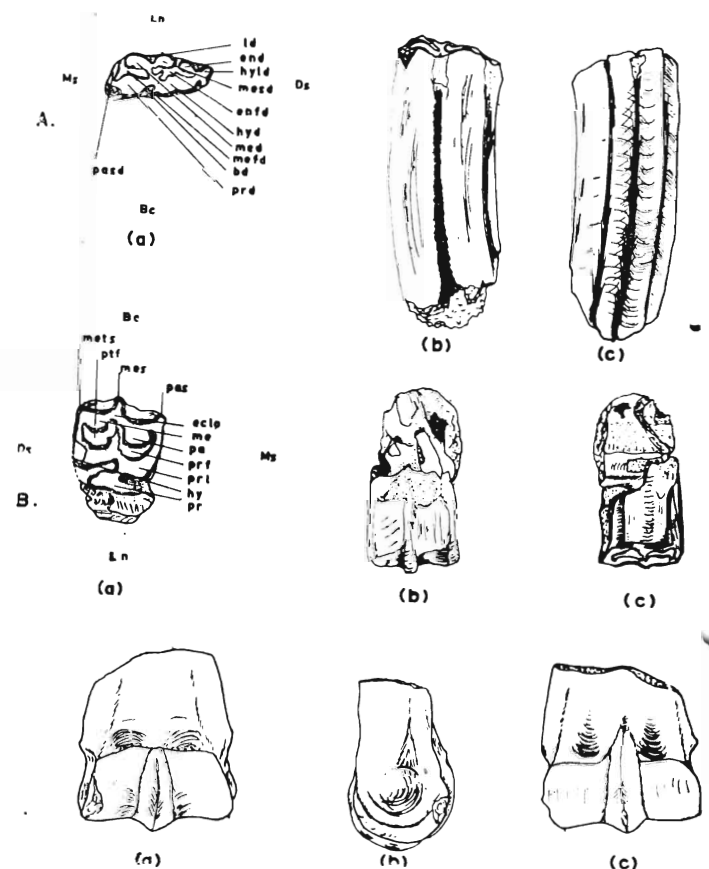 Ln
ld
end
hyld
Ms
mesd
Ds
A.
enfd
hyd
med
mefd
bd
pasd
prd
Bc
(a)
(b)
(c)
Bc
mets
ptf
mes
pas
eclo
me
pa
Ds
Ms
prf
prl
hy
B.
pr
Ln
(a)
(b)
(c)
(a)
(b)
(c)